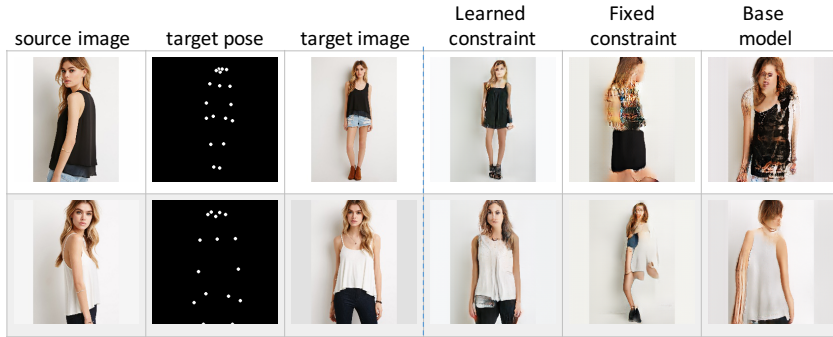 source image
target pose
target image
Learned
constraint
Fixed
constraint
Base
model